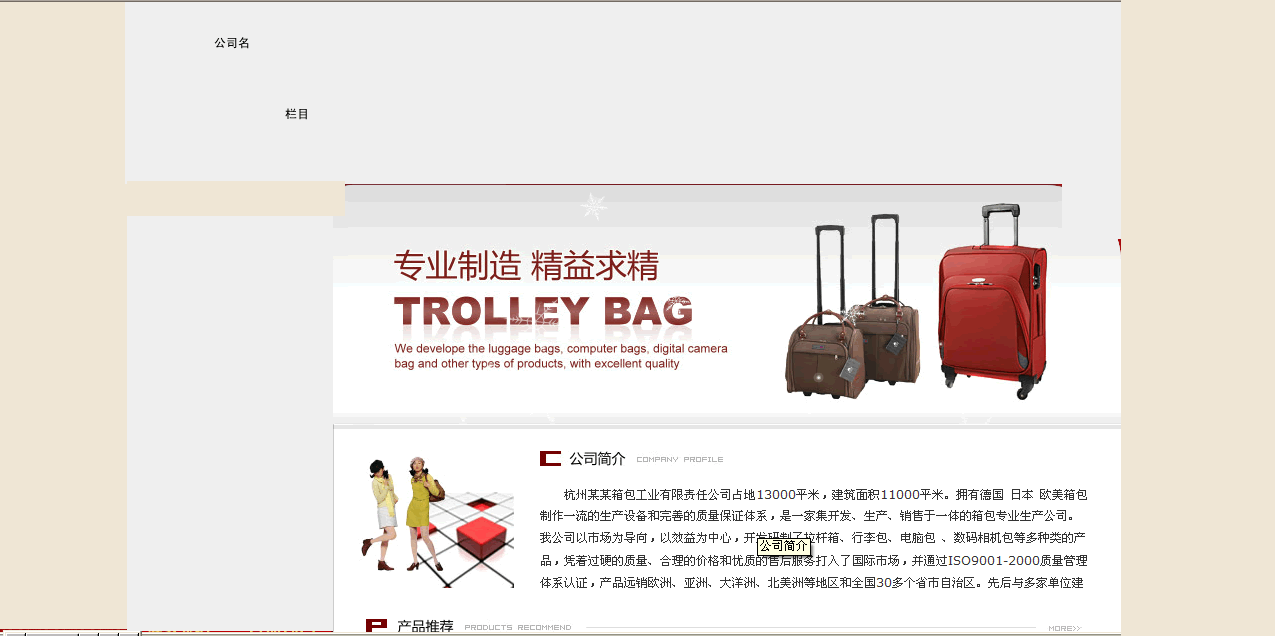 公司名
栏目
专业制造 精益求精
TROLLEY BAG
We develope the luggage bags, computer bags, digital camera
bag and other types of products, with excellent quality
公司简介 COMPANY PROFILE
杭州某某箱包工业有限责任公司占地13000平米，建筑面积11000平米。拥有德国 日本 欧美箱包
制作一流的生产设备和完善的质量保证体系，是一家集开发、生产、销售于一体的箱包专业生产公司。
我公司以市场为导向，以效益为中心，开发研制了拉杆箱、行李包、电脑包 、数码相机包等多种类的产
公司简介
品，凭着过硬的质量、合理的价格和优质的售后服务打入了国际市场，并通过ISO9001-2000质量管理
体系认证，产品远销欧洲、亚洲、大洋洲、北美洲等地区和全国30多个省市自治区。先后与多家单位建
产品推荐 PRODUCTS RECOMMEND MORE>>